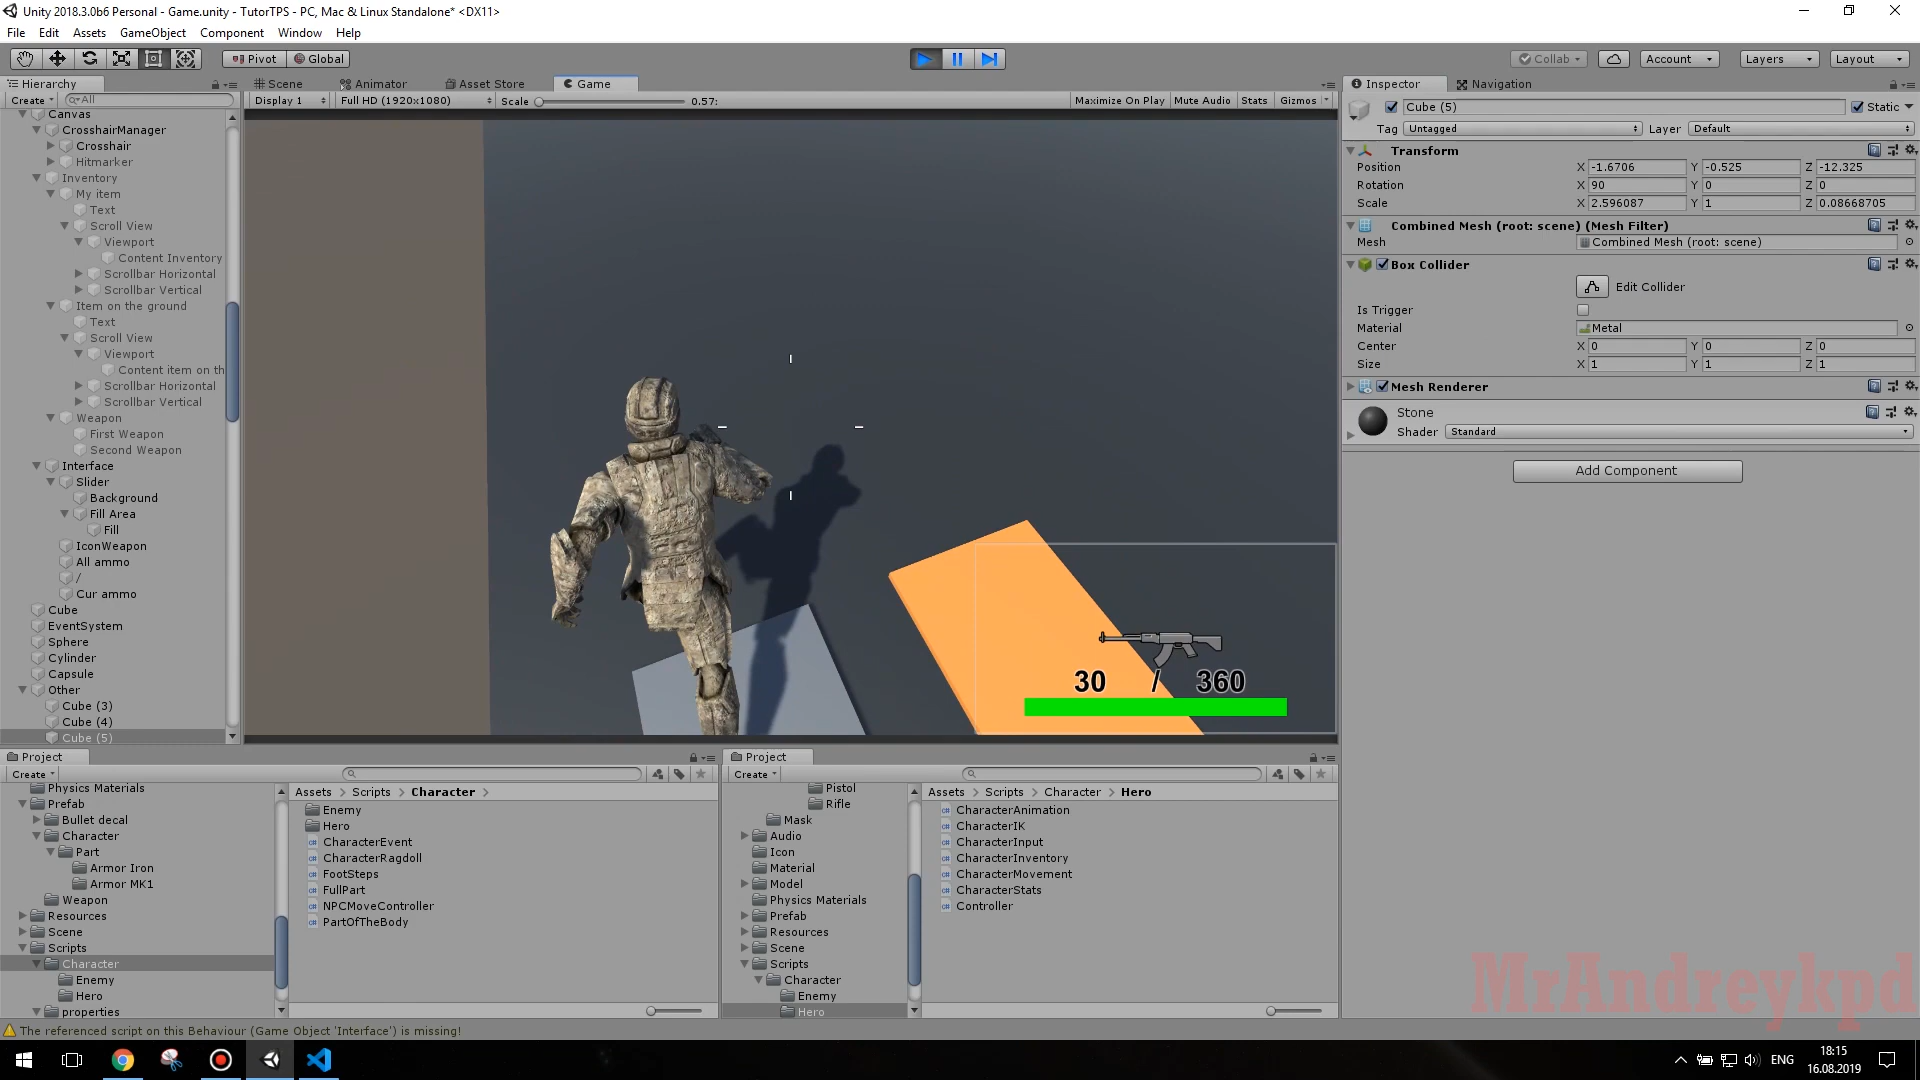 Unity 2018.3.0b6 Personal - Game.unity - TutorTPS - PC, Mac & Linux Standalone* <DX11>
File Edit Assets GameObject Component Window Help
Pivot Global Collab Account Layers Layout
Hierarchy
Create All
Canvas
CrosshairManager
Crosshair
Hitmarker
Inventory
My item
Text
Scroll View
Viewport
Content Inventory
Scrollbar Horizontal
Scrollbar Vertical
Item on the ground
Text
Scroll View
Viewport
Content item on th
Scrollbar Horizontal
Scrollbar Vertical
Weapon
First Weapon
Second Weapon
Interface
Slider
Background
Fill Area
Fill
IconWeapon
All ammo
/
Cur ammo
Cube
EventSystem
Sphere
Cylinder
Capsule
Other
Cube (3)
Cube (4)
Cube (5)
Scene Animator Asset Store Game
Display 1 Full HD (1920x1080) Scale 0.57: Maximize On Play Mute Audio Stats Gizmos
30 / 360
Inspector Navigation
Cube (5) Static
Tag Untagged Layer Default
Transform
Position X -1.6706 Y -0.525 Z -12.325
Rotation X 90 Y 0 Z 0
Scale X 2.596087 Y 1 Z 0.08668705
Combined Mesh (root: scene) (Mesh Filter)
Mesh Combined Mesh (root: scene)
Box Collider
Edit Collider
Is Trigger
Material Metal
Center X 0 Y 0 Z 0
Size X 1 Y 1 Z 1
Mesh Renderer
Stone
Shader Standard
Add Component
Project
Create
Physics Materials
Prefab
Bullet decal
Character
Part
Armor Iron
Armor MK1
Weapon
Resources
Scene
Scripts
Character
Enemy
Hero
properties
Assets > Scripts > Character >
Enemy
Hero
CharacterEvent
CharacterRagdoll
FootSteps
FullPart
NPCMoveController
PartOfTheBody
Project
Create
Pistol
Rifle
Mask
Audio
Icon
Material
Model
Physics Materials
Prefab
Resources
Scene
Scripts
Character
Enemy
Hero
Assets > Scripts > Character > Hero
CharacterAnimation
CharacterIK
CharacterInput
CharacterInventory
CharacterMovement
CharacterStats
Controller
MrAndreykpd
The referenced script on this Behaviour (Game Object 'Interface') is missing!
ENG
18:15
16.08.2019